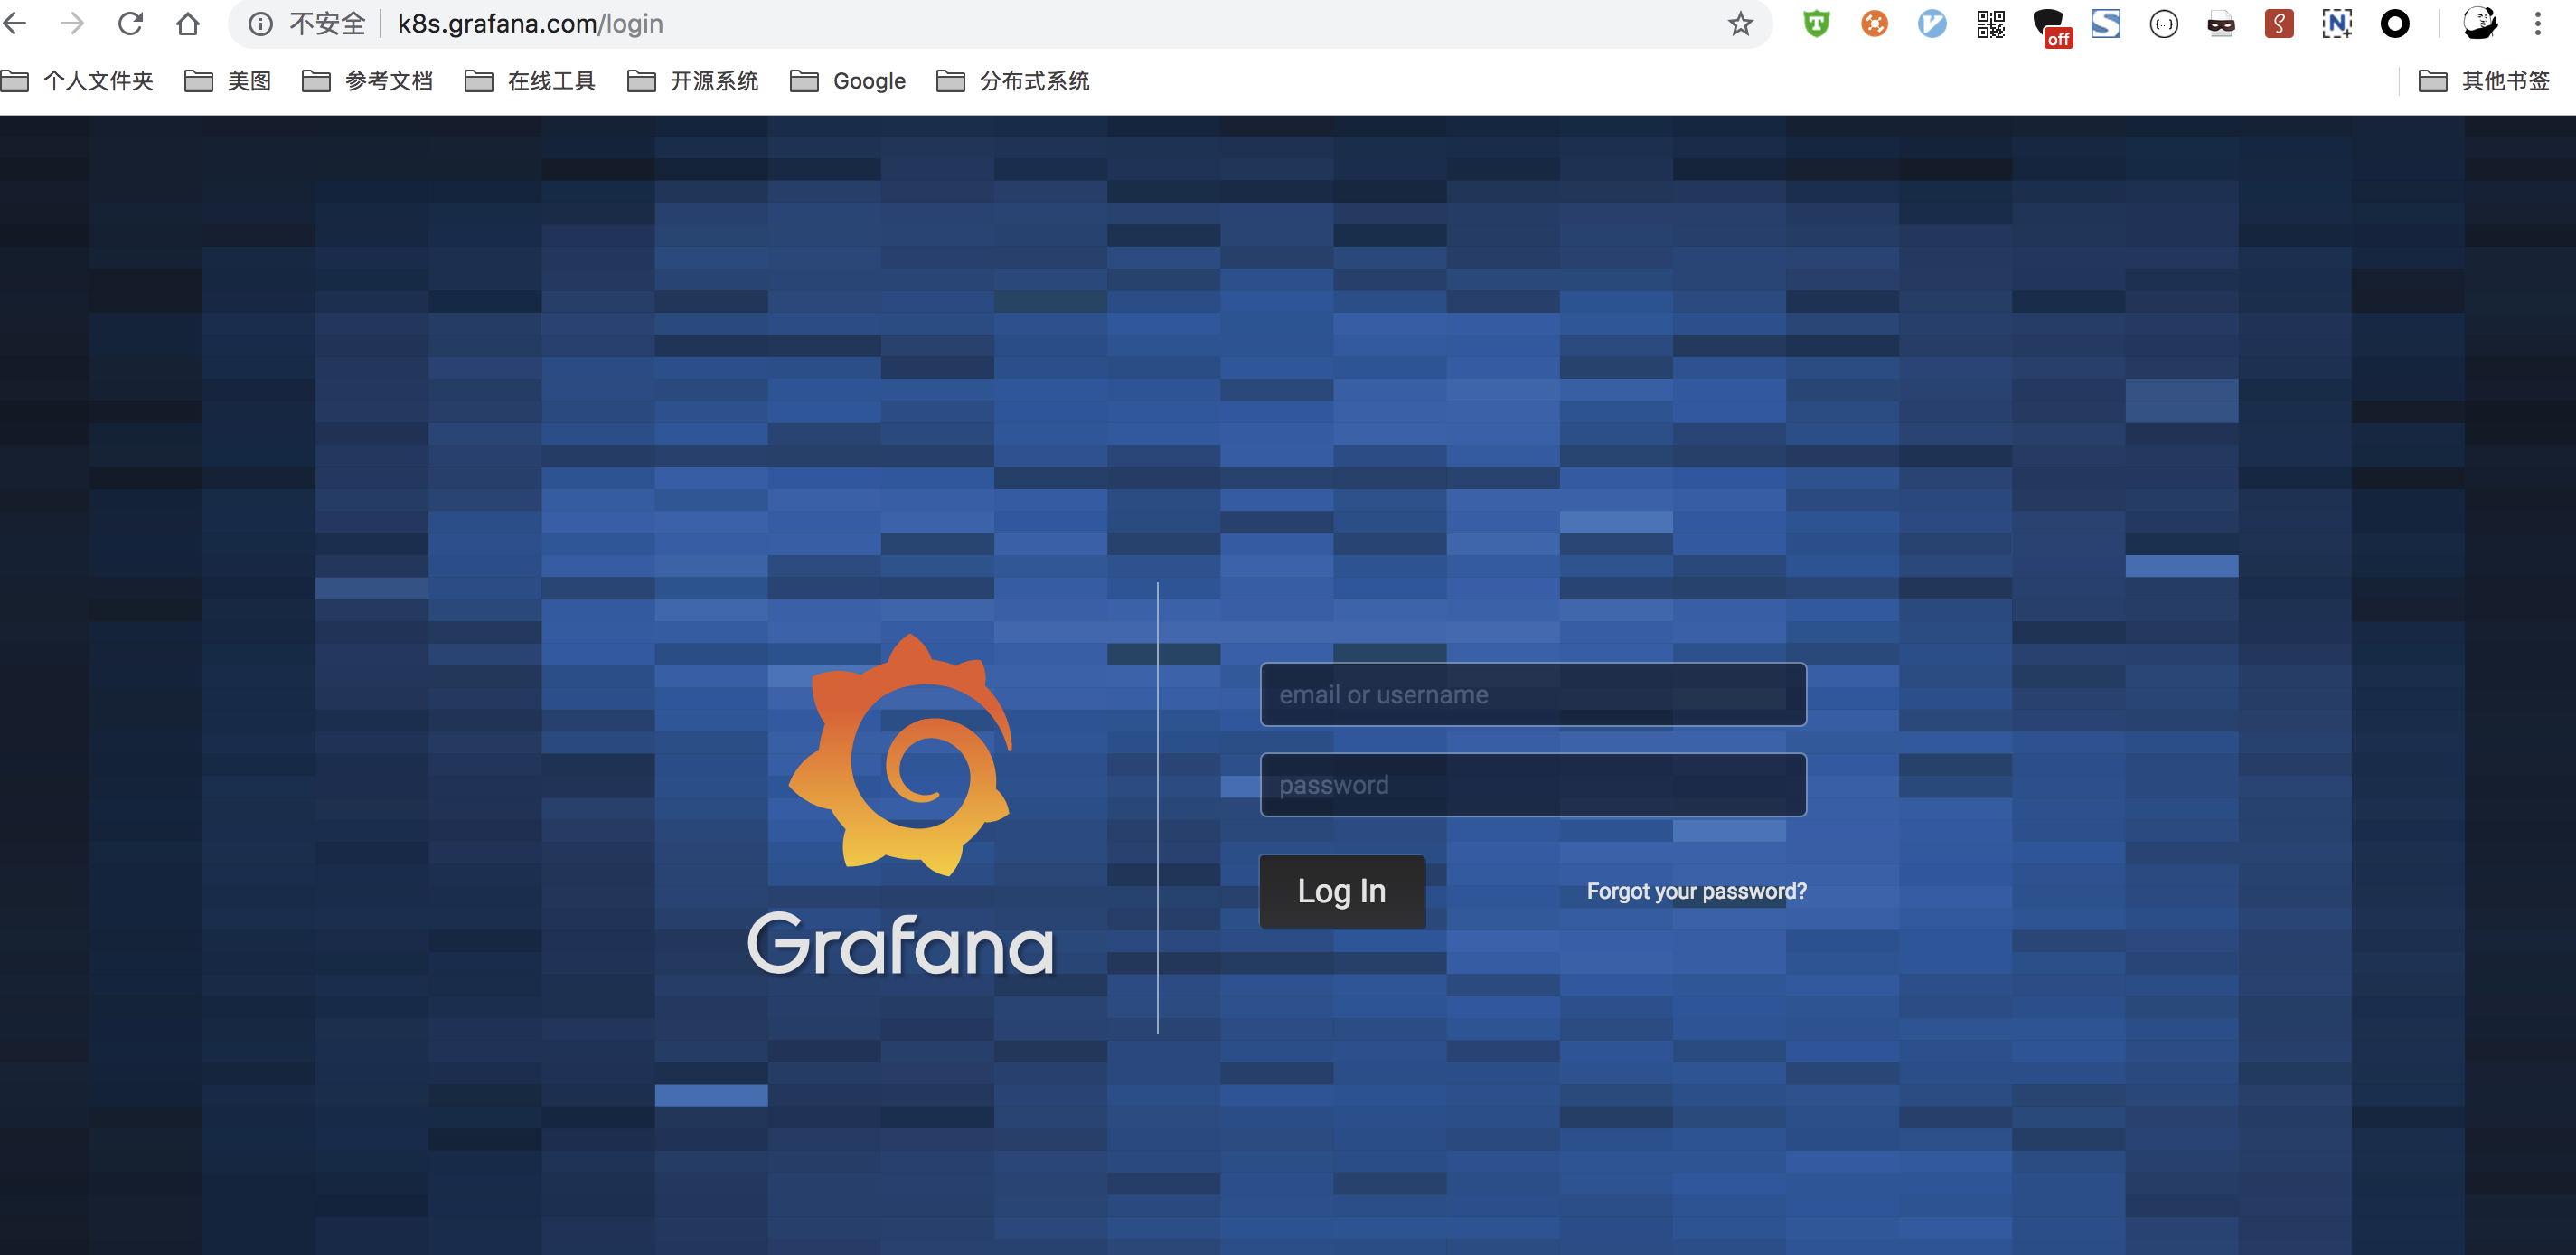 不安全 k8s.grafana.com/login
off
个人文件夹 美图 参考文档 在线工具 开源系统 Google 分布式系统 其他书签
email or username
password
Log In Forgot your password?
Grafana